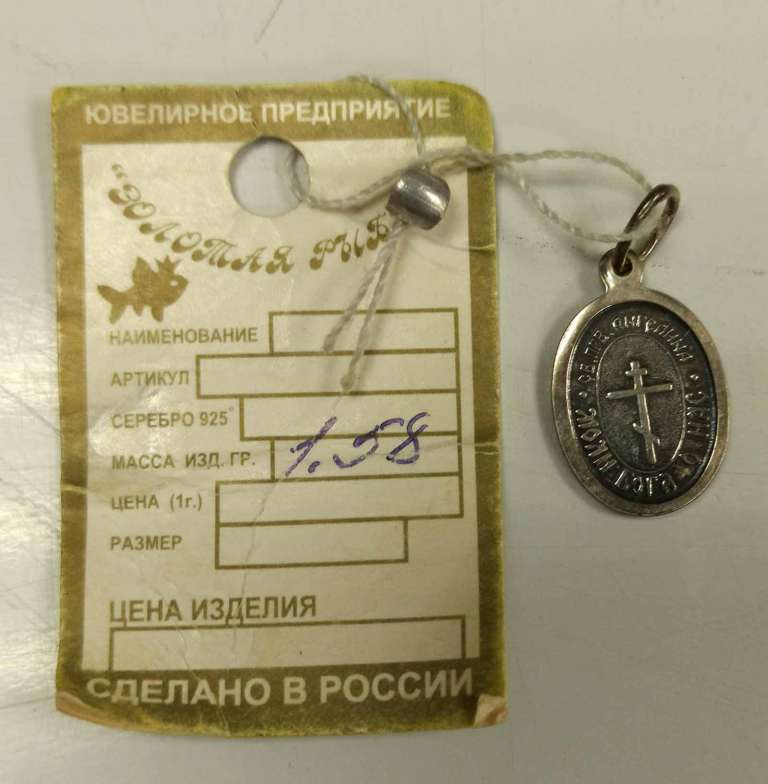 ЮВЕЛИРНОЕ ПРЕДПРИЯТИЕ
"ЗОЛОТАЯ РЫБ
НАИМЕНОВАНИЕ
АРТИКУЛ
СЕРЕБРО 925°
МАССА ИЗД. ГР. 1.58
ЦЕНА (1г.)
РАЗМЕР
ЦЕНА ИЗДЕЛИЯ
СДЕЛАНО В РОССИИ